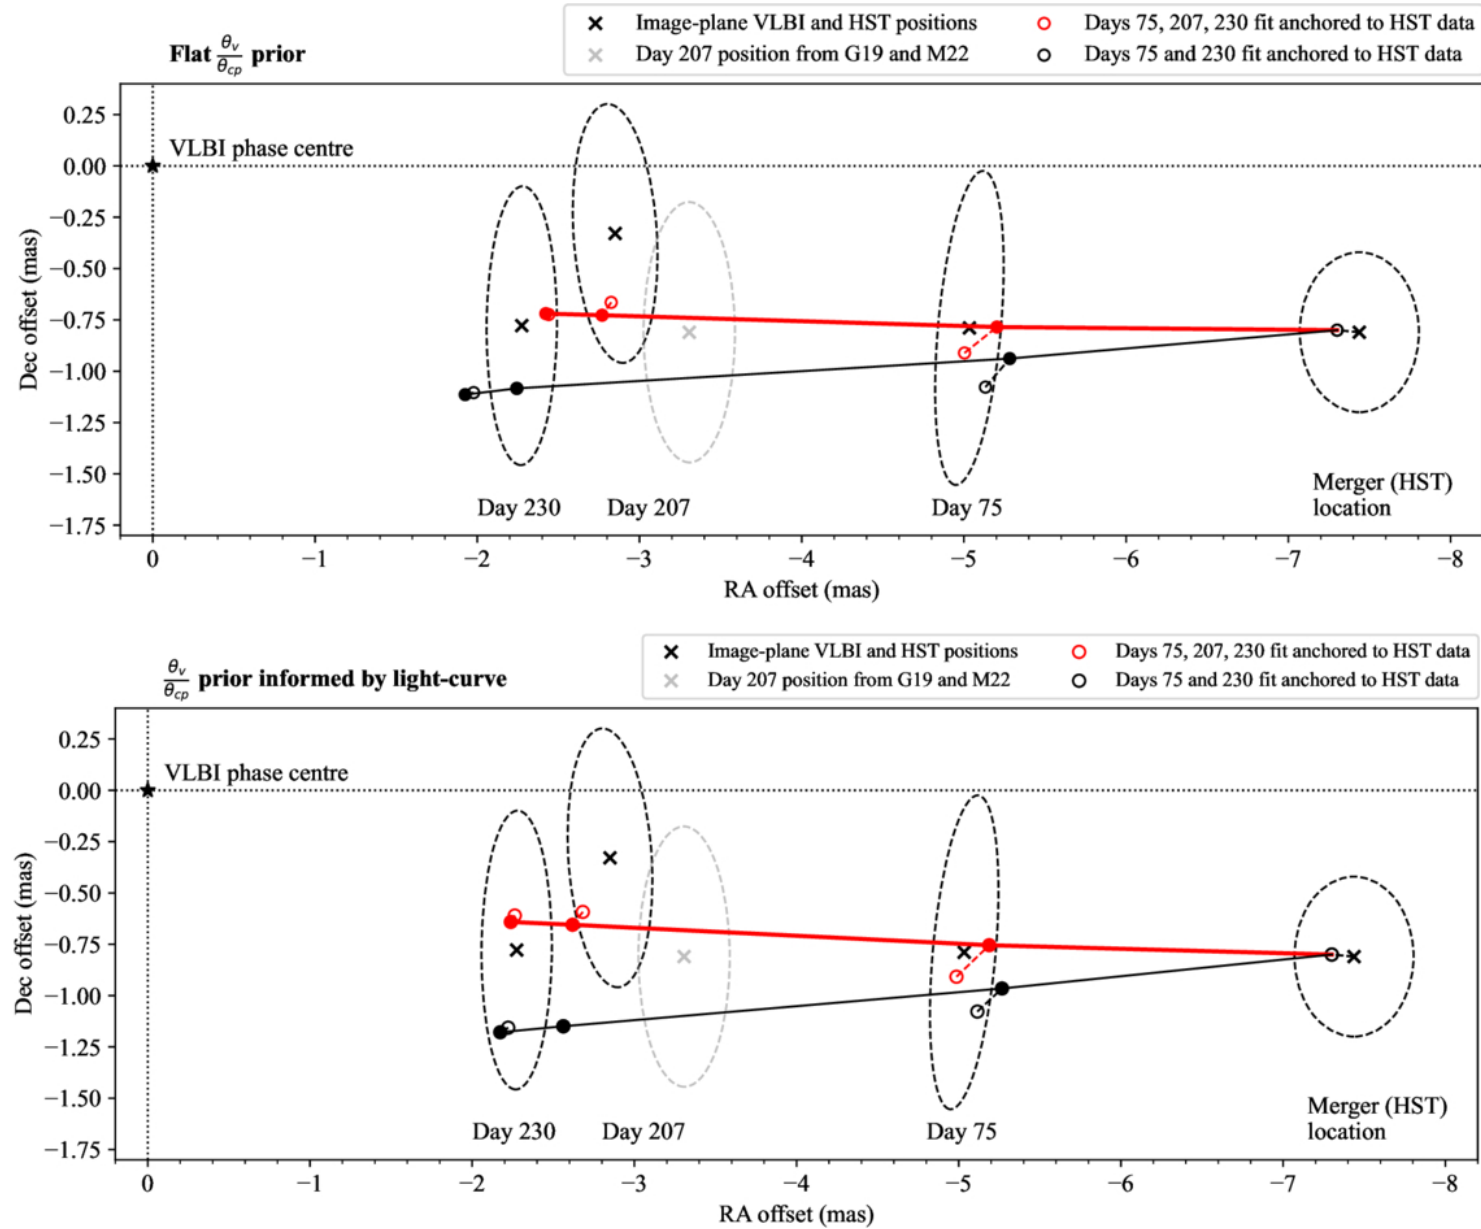 Flat θ_v/θ_cp prior
Image-plane VLBI and HST positions
Day 207 position from G19 and M22
Days 75, 207, 230 fit anchored to HST data
Days 75 and 230 fit anchored to HST data
VLBI phase centre
0.25
0.00
−0.25
−0.50
−0.75
−1.00
−1.25
−1.50
−1.75
Dec offset (mas)
Day 230
Day 207
Day 75
Merger (HST)
location
0
−1
−2
−3
−4
−5
−6
−7
−8
RA offset (mas)
θ_v/θ_cp prior informed by light-curve
Image-plane VLBI and HST positions
Day 207 position from G19 and M22
Days 75, 207, 230 fit anchored to HST data
Days 75 and 230 fit anchored to HST data
VLBI phase centre
0.25
0.00
−0.25
−0.50
−0.75
−1.00
−1.25
−1.50
−1.75
Dec offset (mas)
Day 230
Day 207
Day 75
Merger (HST)
location
0
−1
−2
−3
−4
−5
−6
−7
−8
RA offset (mas)